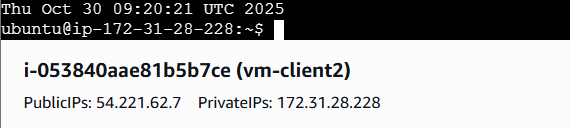 Thu Oct 30 09:20:21 UTC 2025
ubuntu@ip-172-31-28-228:~$
i-053840aae81b5b7ce (vm-client2)
PublicIPs: 54.221.62.7 PrivateIPs: 172.31.28.228